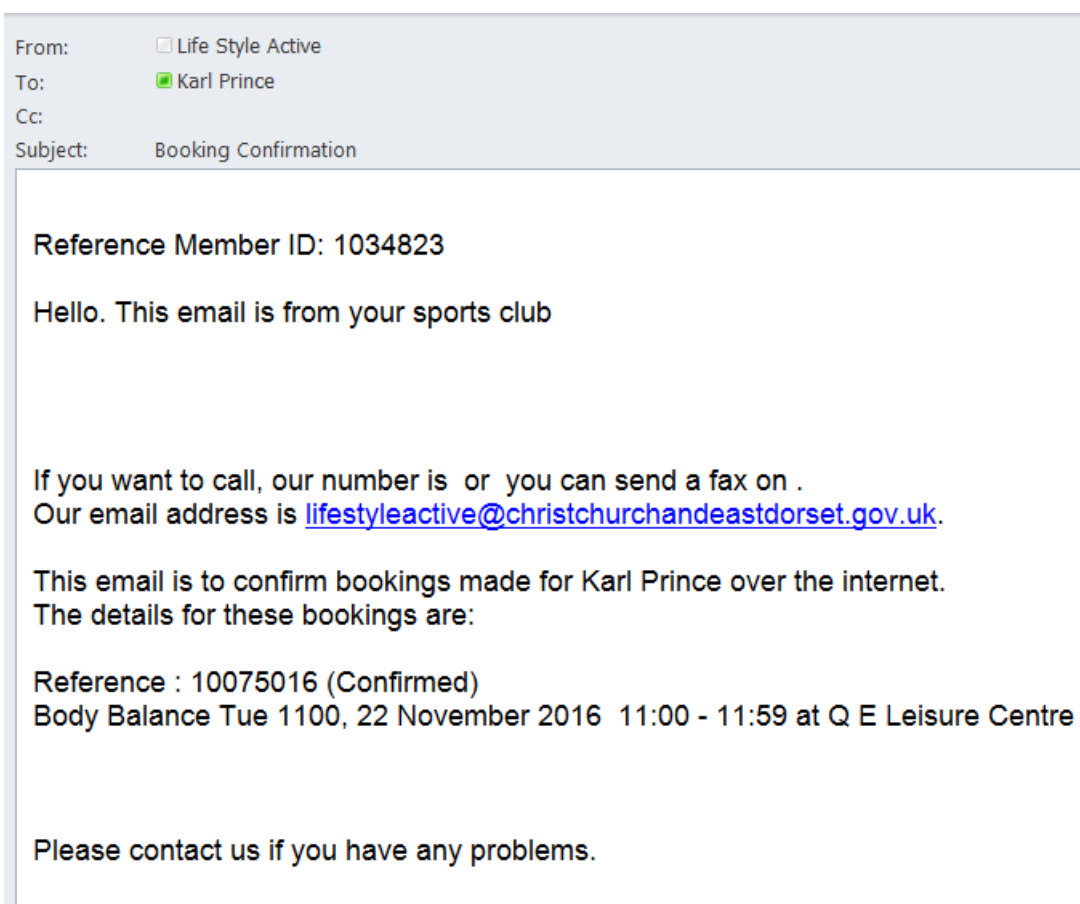 From: Life Style Active
To: Karl Prince
Cc:
Subject: Booking Confirmation
Reference Member ID: 1034823
Hello. This email is from your sports club
If you want to call, our number is  or  you can send a fax on .
Our email address is lifestyleactive@christchurchandeastdorset.gov.uk.
This email is to confirm bookings made for Karl Prince over the internet.
The details for these bookings are:
Reference : 10075016 (Confirmed)
Body Balance Tue 1100, 22 November 2016  11:00 - 11:59 at Q E Leisure Centre
Please contact us if you have any problems.